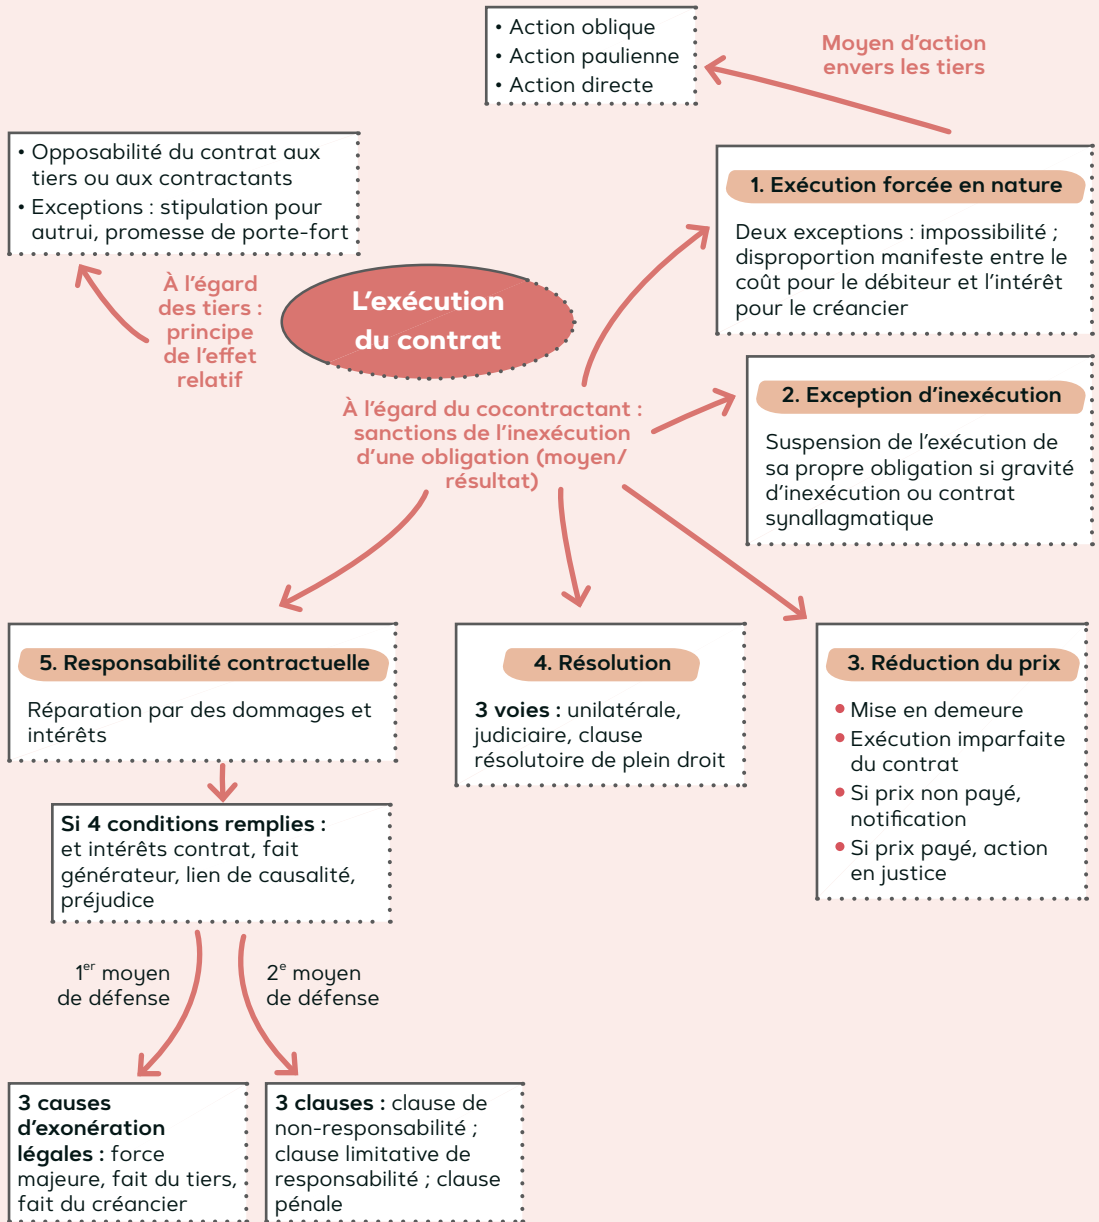 • Action oblique
• Action paulienne
• Action directe
Moyen d’action
envers les tiers
• Opposabilité du contrat aux
tiers ou aux contractants
• Exceptions : stipulation pour
autrui, promesse de porte-fort
1. Exécution forcée en nature
Deux exceptions : impossibilité ;
disproportion manifeste entre le
coût pour le débiteur et l’intérêt
pour le créancier
À l’égard
des tiers :
principe
de l’effet
relatif
L’exécution
du contrat
À l’égard du cocontractant :
sanctions de l’inexécution
d’une obligation (moyen/
résultat)
2. Exception d’inexécution
Suspension de l’exécution de
sa propre obligation si gravité
d’inexécution ou contrat
synallagmatique
5. Responsabilité contractuelle
Réparation par des dommages et
intérêts
4. Résolution
3 voies : unilatérale,
judiciaire, clause
résolutoire de plein droit
3. Réduction du prix
• Mise en demeure
• Exécution imparfaite
du contrat
• Si prix non payé,
notification
• Si prix payé, action
en justice
Si 4 conditions remplies :
et intérêts contrat, fait
générateur, lien de causalité,
préjudice
1er moyen
de défense
2e moyen
de défense
3 causes
d’exonération
légales : force
majeure, fait du tiers,
fait du créancier
3 clauses : clause de
non-responsabilité ;
clause limitative de
responsabilité ; clause
pénale